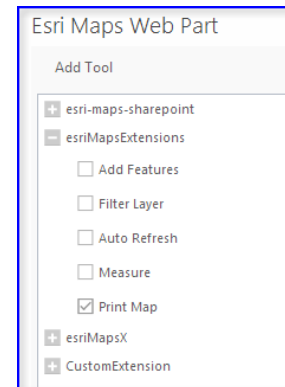 Esri Maps Web Part
Add Tool
esri-maps-sharepoint
esriMapsExtensions
Add Features
Filter Layer
Auto Refresh
Measure
Print Map
esriMapsX
CustomExtension